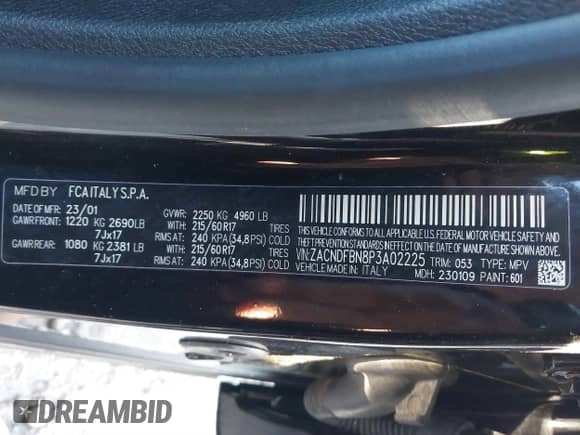 MFD BY FCA ITALY S.P.A.
DATE OF MFR: 23/01 GVWR: 2250 KG 4960 LB
GAWR FRONT: 1220 KG 2690LB WITH: 215/60R17 TIRES
7Jx17 RIMS AT: 240 KPA (34,8PSI) COLD
GAWR REAR: 1080 KG 2381 LB WITH: 215/60R17 TIRES
7Jx17 RIMS AT: 240 KPA (34,8PSI) COLD
THIS VEHICLE CONFORMS TO ALL APPLICABLE U.S. FEDERAL MOTOR VEHICLE SAFETY
AND THEFT PREVENTION STANDARDS IN EFFECT ON THE DATE OF MANUFACTURE SHOWN ABOVE.
VIN: ZACNDFBN8P3A02225 TRIM: 053 TYPE: MPV
VEHICLE MADE IN: ITALY MDH: 230109 PAINT: 601
DREAMBID